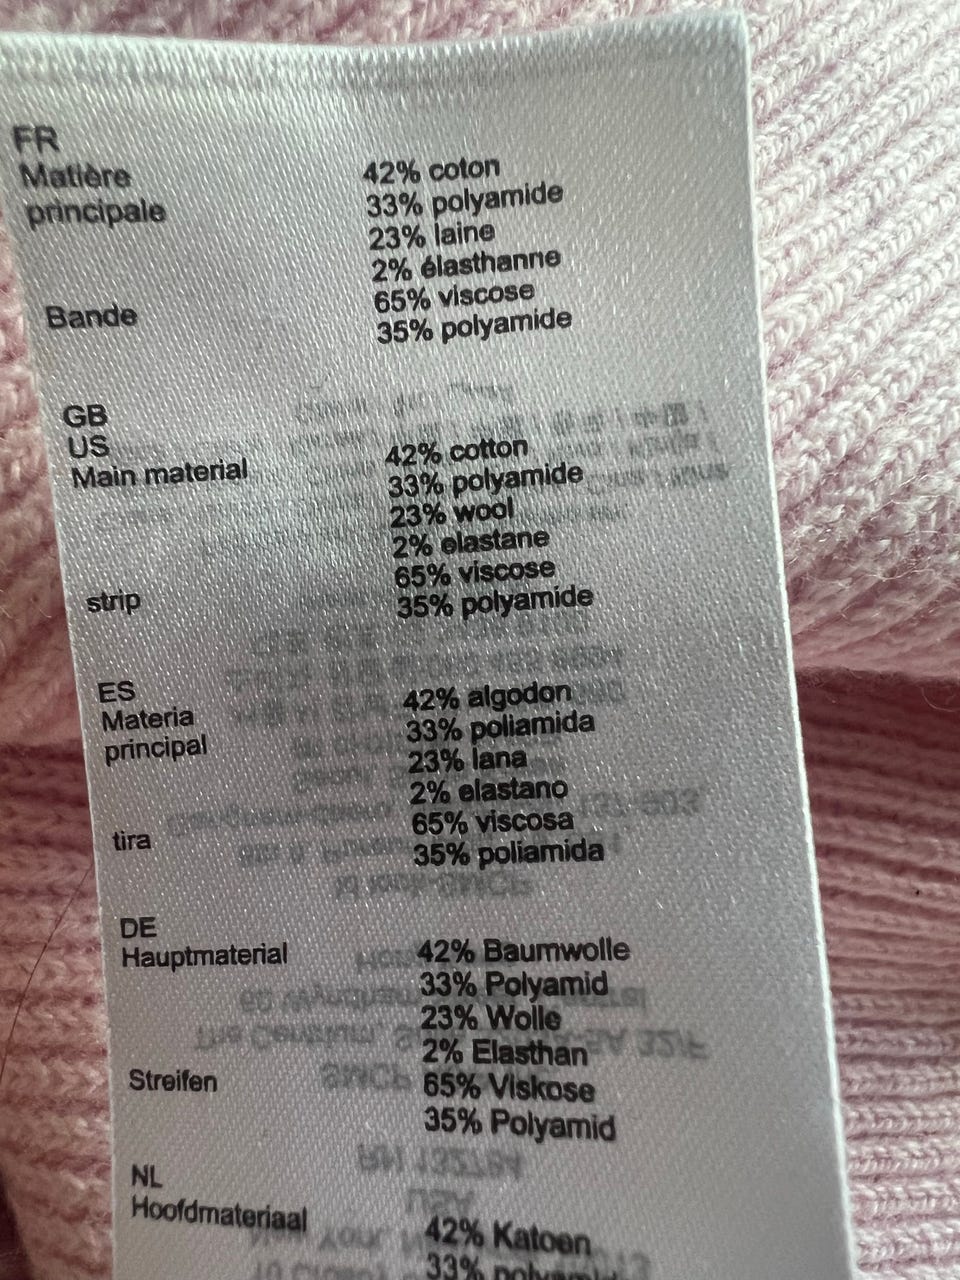 FR
Matière 42% coton
principale 33% polyamide
23% laine
2% élasthanne
Bande 65% viscose
35% polyamide
GB
US
Main material 42% cotton
33% polyamide
23% wool
2% elastane
strip 65% viscose
35% polyamide
ES
Materia 42% algodon
principal 33% poliamida
23% lana
2% elastano
tira 65% viscosa
35% poliamida
DE
Hauptmaterial 42% Baumwolle
33% Polyamid
23% Wolle
2% Elasthan
Streifen 65% Viskose
35% Polyamid
NL
Hoofdmateriaal 42% Katoen
33%